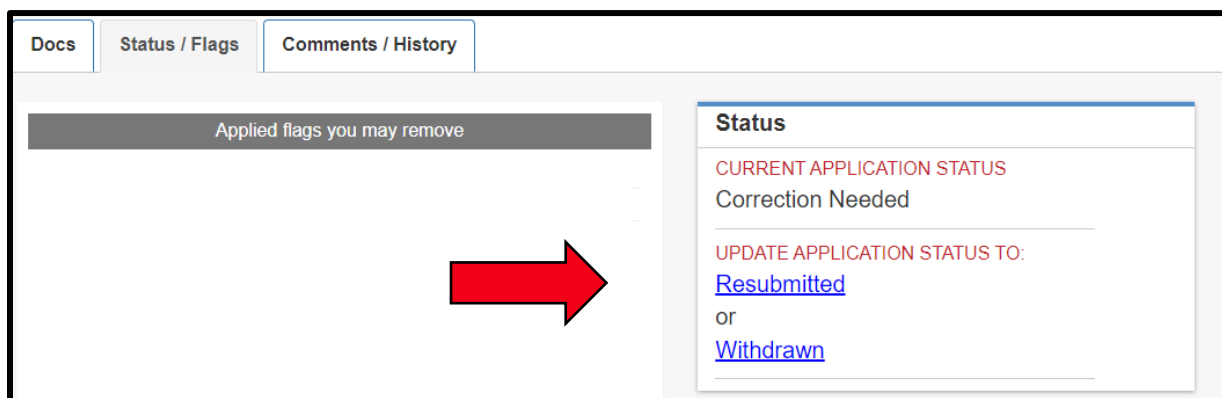 Docs
Status / Flags
Comments / History
Applied flags you may remove
Status
CURRENT APPLICATION STATUS
Correction Needed
UPDATE APPLICATION STATUS TO:
Resubmitted
or
Withdrawn